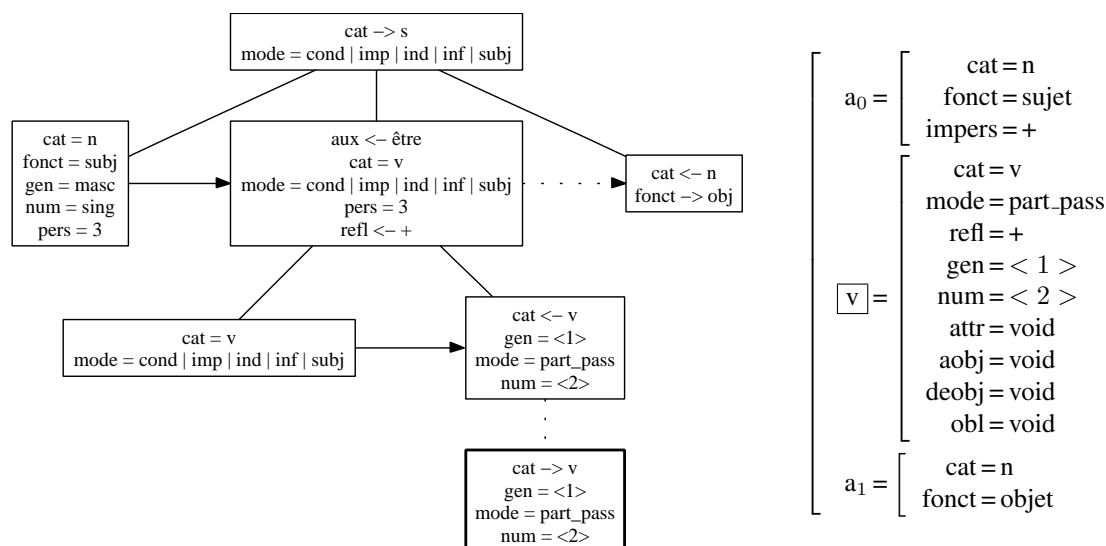 cat −> s
mode = cond | imp | ind | inf | subj
cat = n
fonct = subj
gen = masc
num = sing
pers = 3
aux <− être
cat = v
mode = cond | imp | ind | inf | subj
pers = 3
refl <− +
cat <− n
fonct −> obj
cat = v
mode = cond | imp | ind | inf | subj
cat <− v
gen = <1>
mode = part_pass
num = <2>
cat −> v
gen = <1>
mode = part_pass
num = <2>
a0 =
cat = n
fonct = sujet
impers = +
v =
cat = v
mode = part_pass
refl = +
gen = < 1 >
num = < 2 >
attr = void
aobj = void
deobj = void
obl = void
a1 =
cat = n
fonct = objet